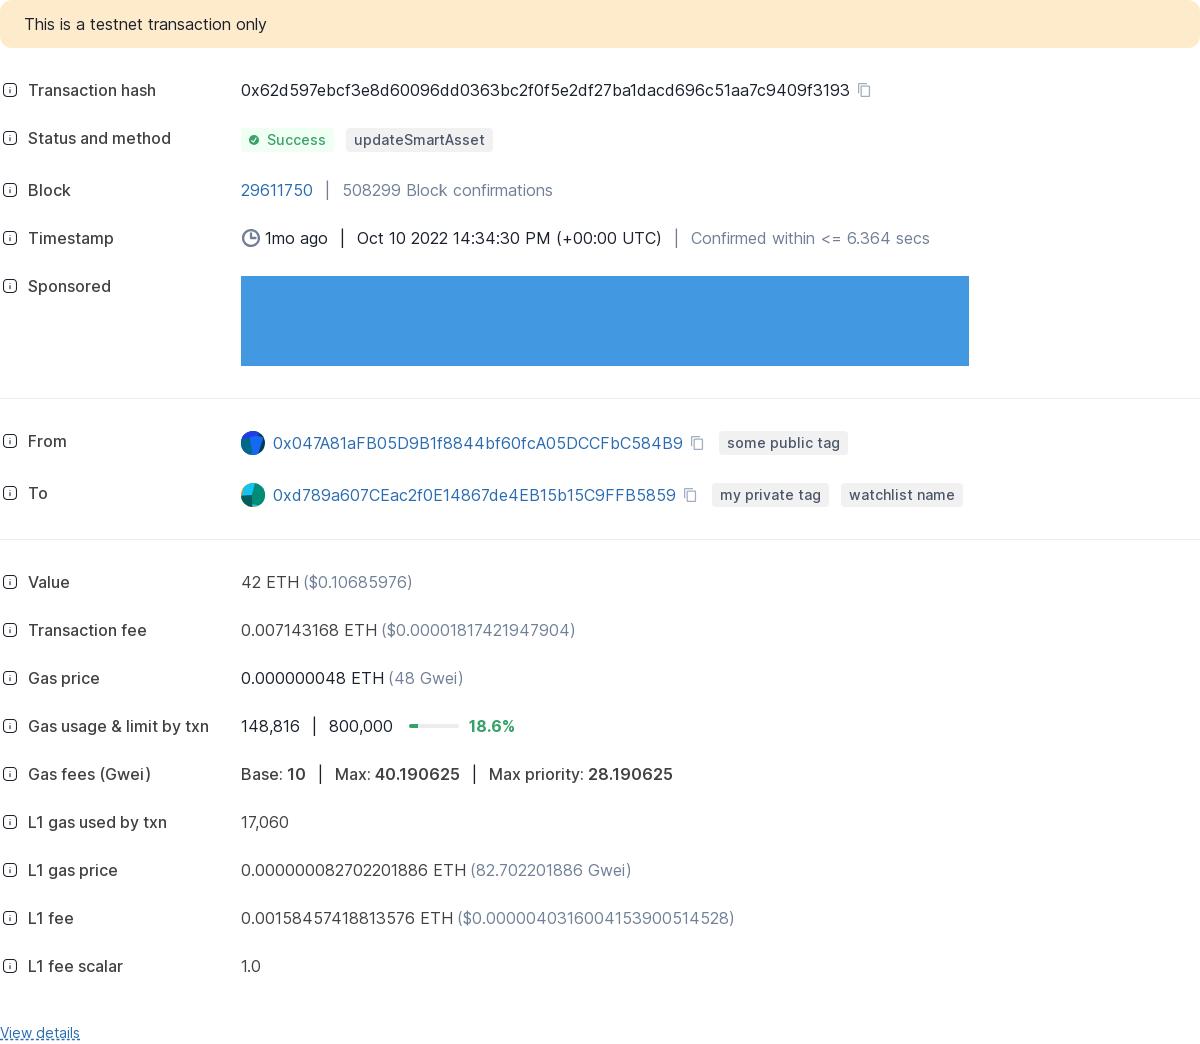 This is a testnet transaction only
Transaction hash 0x62d597ebcf3e8d60096dd0363bc2f0f5e2df27ba1dacd696c51aa7c9409f3193
Status and method Success updateSmartAsset
Block 29611750 | 508299 Block confirmations
Timestamp 1mo ago | Oct 10 2022 14:34:30 PM (+00:00 UTC) | Confirmed within <= 6.364 secs
Sponsored
From 0x047A81aFB05D9B1f8844bf60fcA05DCCFbC584B9 some public tag
To 0xd789a607CEac2f0E14867de4EB15b15C9FFB5859 my private tag watchlist name
Value 42 ETH ($0.10685976)
Transaction fee 0.007143168 ETH ($0.00001817421947904)
Gas price 0.000000048 ETH (48 Gwei)
Gas usage & limit by txn 148,816 | 800,000 18.6%
Gas fees (Gwei) Base: 10 | Max: 40.190625 | Max priority: 28.190625
L1 gas used by txn 17,060
L1 gas price 0.000000082702201886 ETH (82.702201886 Gwei)
L1 fee 0.00158457418813576 ETH ($0.0000040316004153900514528)
L1 fee scalar 1.0
View details